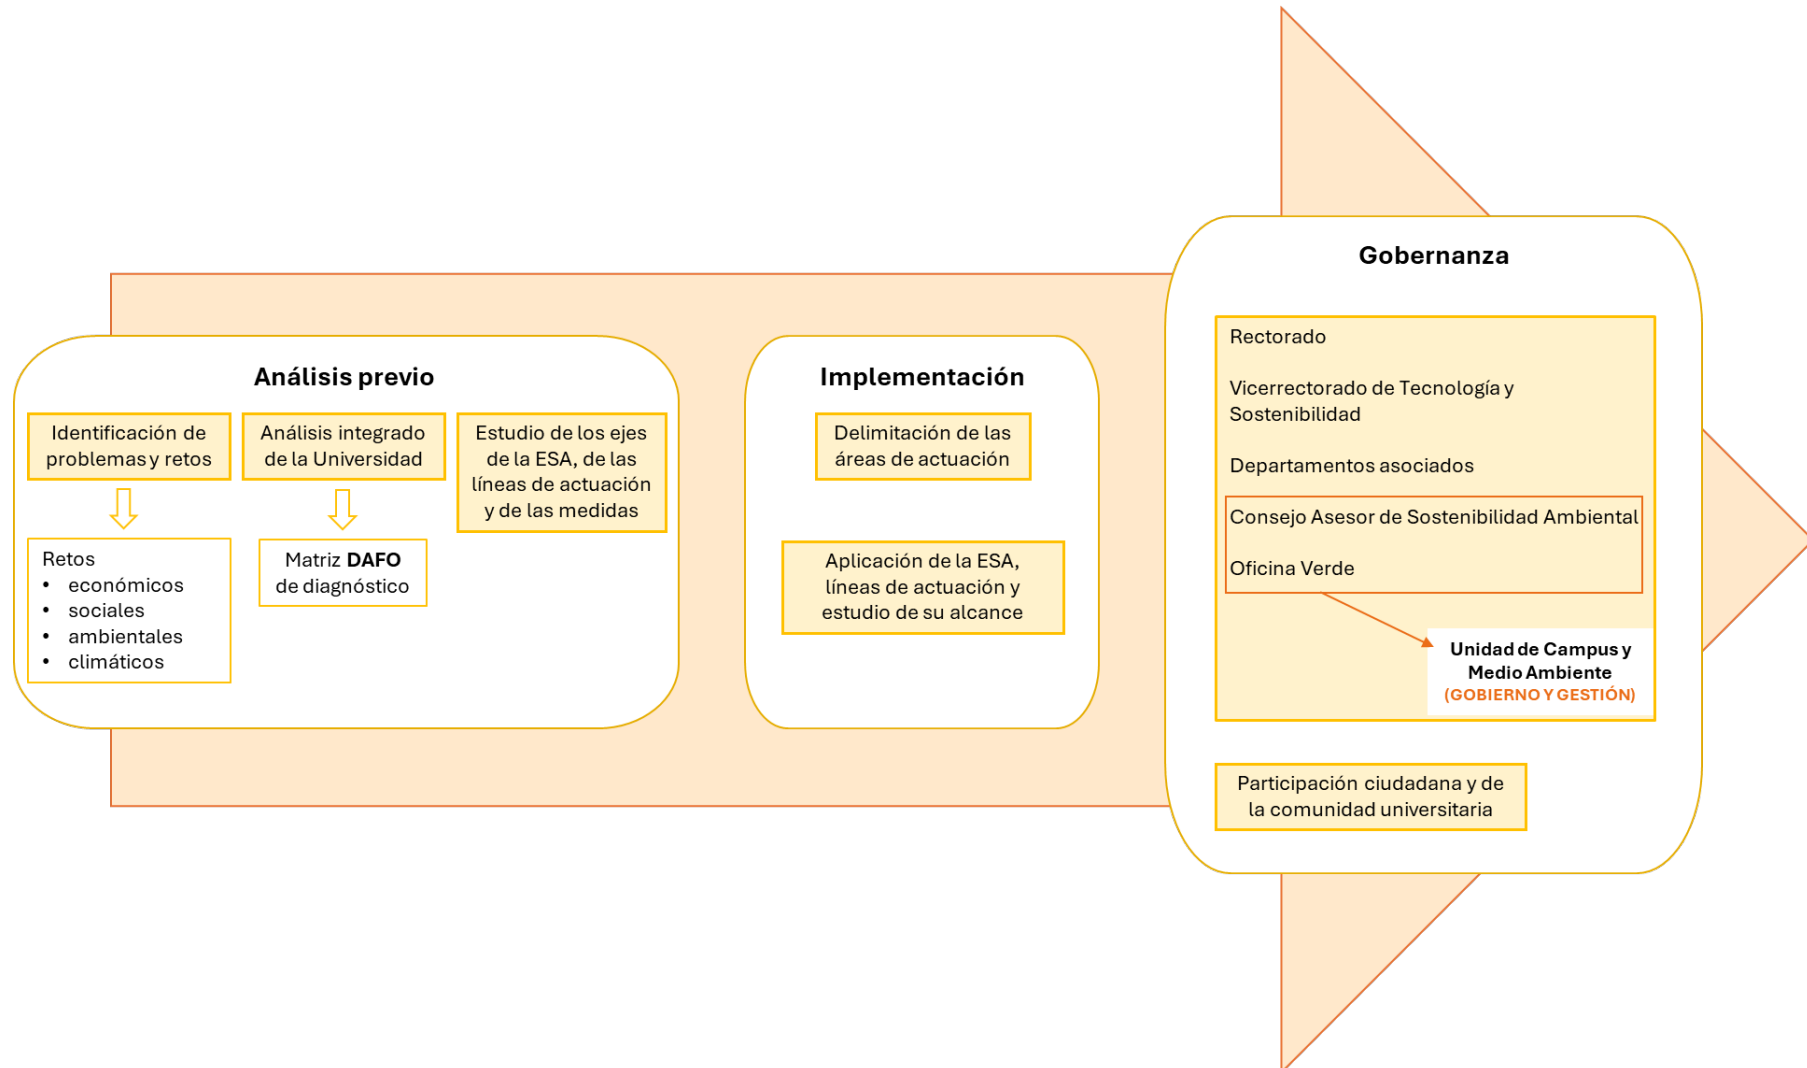 Análisis previo
Identificación de
problemas y retos
Retos
• económicos
• sociales
• ambientales
• climáticos
Análisis integrado
de la Universidad
Matriz DAFO
de diagnóstico
Estudio de los ejes
de la ESA, de las
líneas de actuación
y de las medidas
Implementación
Delimitación de las
áreas de actuación
Aplicación de la ESA,
líneas de actuación y
estudio de su alcance
Gobernanza
Rectorado
Vicerrectorado de Tecnología y
Sostenibilidad
Departamentos asociados
Consejo Asesor de Sostenibilidad Ambiental
Oficina Verde
Unidad de Campus y
Medio Ambiente
(GOBIERNO Y GESTIÓN)
Participación ciudadana y de
la comunidad universitaria